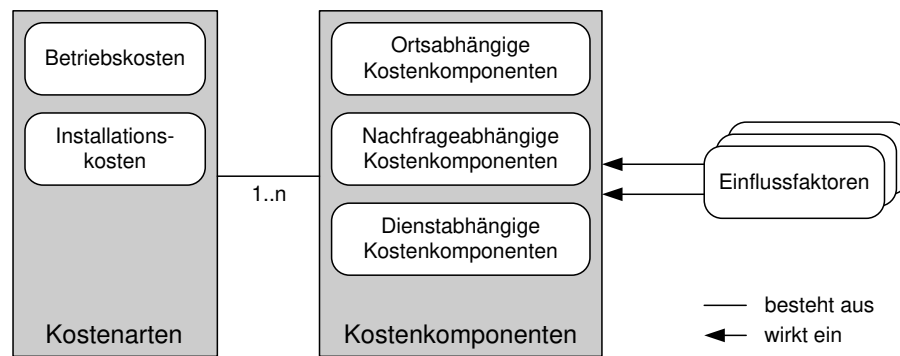 Betriebskosten
Installations-
kosten
Kostenarten
1..n
Ortsabhängige
Kostenkomponenten
Nachfrageabhängige
Kostenkomponenten
Dienstabhängige
Kostenkomponenten
Kostenkomponenten
Einflussfaktoren
besteht aus
wirkt ein